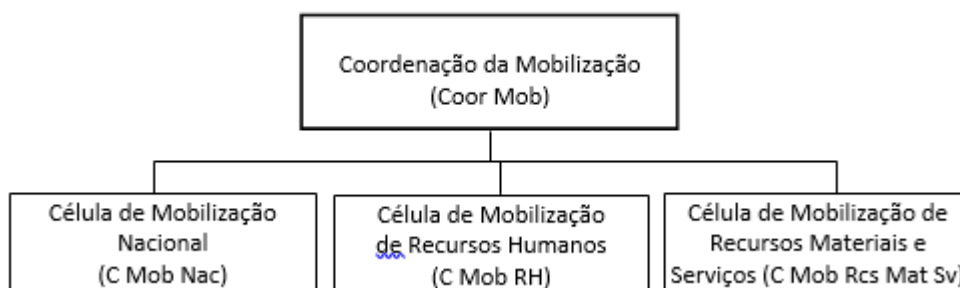 Coordenação da Mobilização
(Coor Mob)
Célula de Mobilização
Nacional
(C Mob Nac)
Célula de Mobilização
de Recursos Humanos
(C Mob RH)
Célula de Mobilização de
Recursos Materiais e
Serviços (C Mob Rcs Mat Sv)